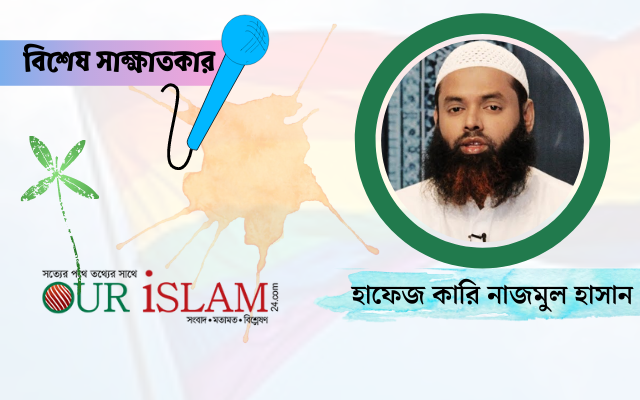 বিশেষ সাক্ষাতকার
সত্যের পথে তথ্যের সাথে
OUR iSLAM
24.com
সংবাদ • মতামত • বিশ্লেষণ
হাফেজ কারি নাজমুল হাসান